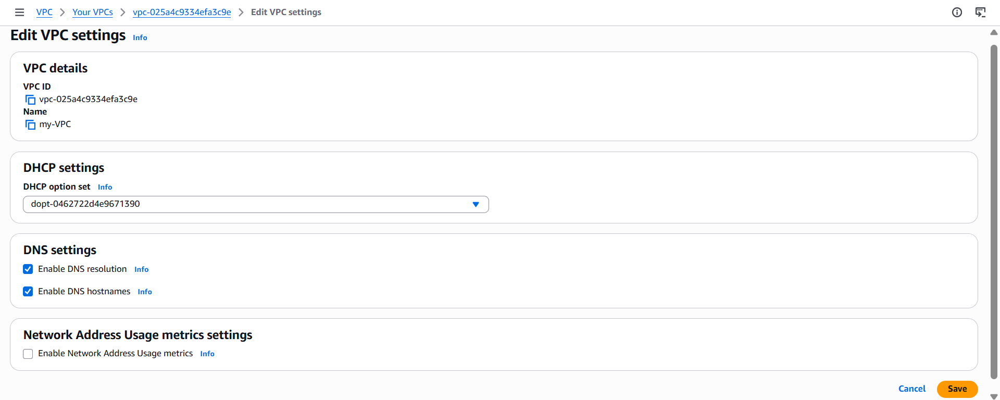 VPC > Your VPCs > vpc-025a4c9334efa3c9e > Edit VPC settings
Edit VPC settings Info
VPC details
VPC ID
vpc-025a4c9334efa3c9e
Name
my-VPC
DHCP settings
DHCP option set Info
dopt-0462722d4e9671390
DNS settings
Enable DNS resolution Info
Enable DNS hostnames Info
Network Address Usage metrics settings
Enable Network Address Usage metrics Info
Cancel Save